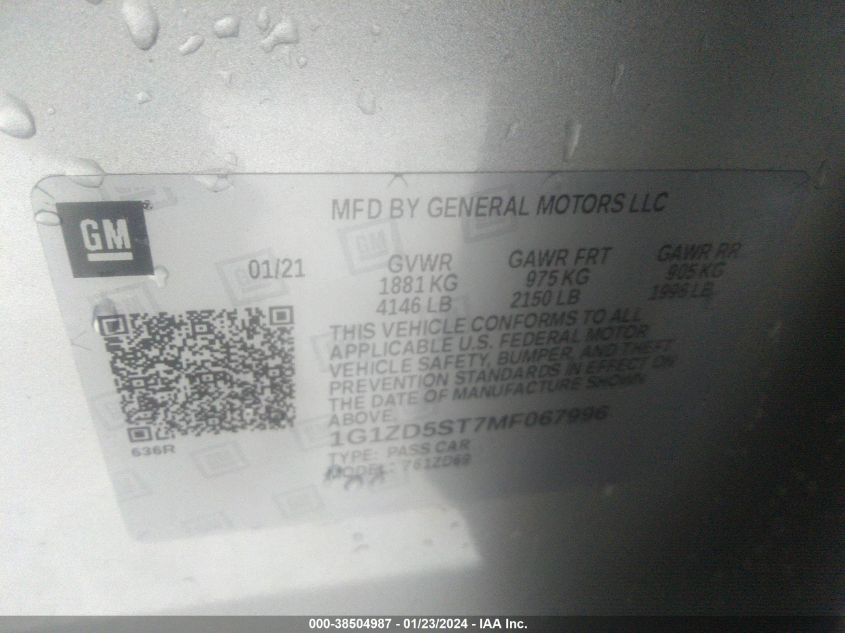 MFD BY GENERAL MOTORS LLC
GM
01/21
GVWR GAWR FRT GAWR RR
1881 KG 975 KG 905 KG
4146 LB 2150 LB 1996 LB
THIS VEHICLE CONFORMS TO ALL
APPLICABLE U.S. FEDERAL MOTOR
VEHICLE SAFETY, BUMPER, AND THEFT
PREVENTION STANDARDS IN EFFECT ON
THE DATE OF MANUFACTURE SHOWN
ABOVE.
1G1ZD5ST7MF067996
TYPE: PASS CAR
MODEL: 761ZD69
636R
000-38504987 - 01/23/2024 - IAA Inc.